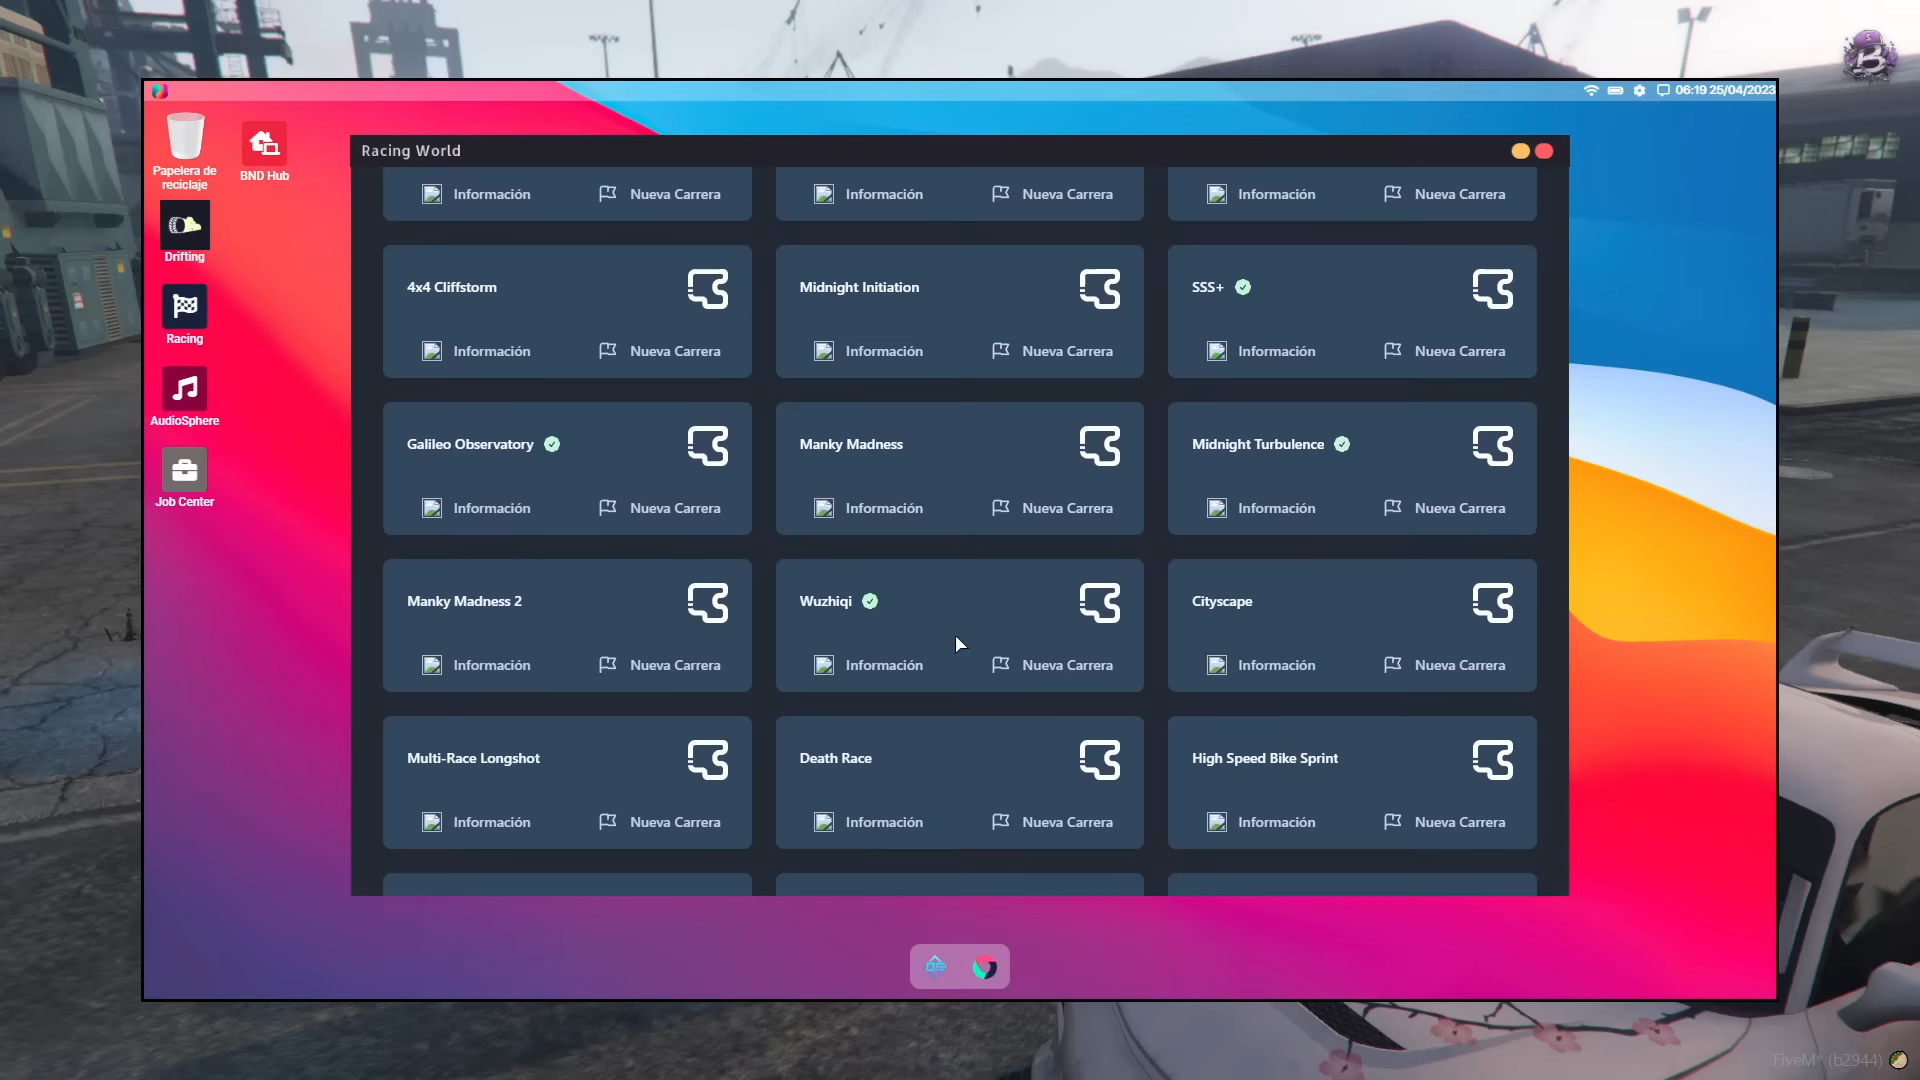 06:19 25/04/2023
Papelera de
reciclaje
BND Hub
Drifting
Racing
AudioSphere
Job Center
Racing World
Información
Nueva Carrera
Información
Nueva Carrera
Información
Nueva Carrera
4x4 Cliffstorm
Información
Nueva Carrera
Midnight Initiation
Información
Nueva Carrera
SSS+
Información
Nueva Carrera
Galileo Observatory
Información
Nueva Carrera
Manky Madness
Información
Nueva Carrera
Midnight Turbulence
Información
Nueva Carrera
Manky Madness 2
Información
Nueva Carrera
Wuzhiqi
Información
Nueva Carrera
Cityscape
Información
Nueva Carrera
Multi-Race Longshot
Información
Nueva Carrera
Death Race
Información
Nueva Carrera
High Speed Bike Sprint
Información
Nueva Carrera
FiveM* (b2944)